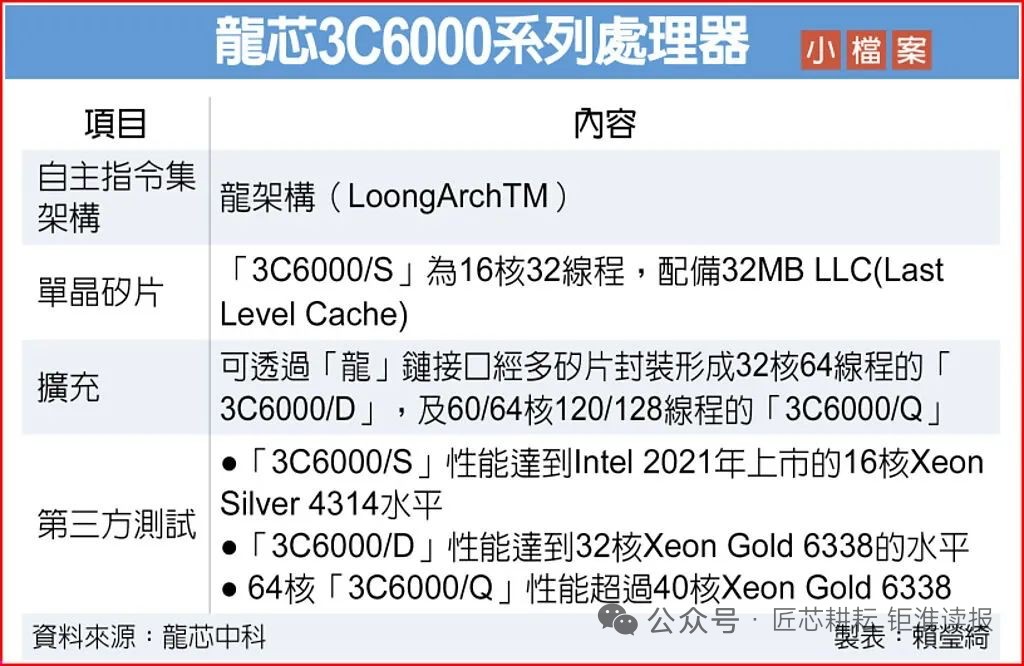 龍芯3C6000系列處理器 小檔案
項目
內容
自主指令集
架構
龍架構（LoongArchTM）
單晶矽片
「3C6000/S」為16核32線程，配備32MB LLC(Last
Level Cache)
擴充
可透過「龍」鏈接口經多矽片封裝形成32核64線程的「
3C6000/D」，及60/64核120/128線程的「3C6000/Q」
第三方測試
●「3C6000/S」性能達到Intel 2021年上市的16核Xeon
Silver 4314水平
●「3C6000/D」性能達到32核Xeon Gold 6338的水平
● 64核「3C6000/Q」性能超過40核Xeon Gold 6338
資料來源：龍芯中科
製表：賴瑩綺
公众号 · 匠芯耕耘 钜淮读报